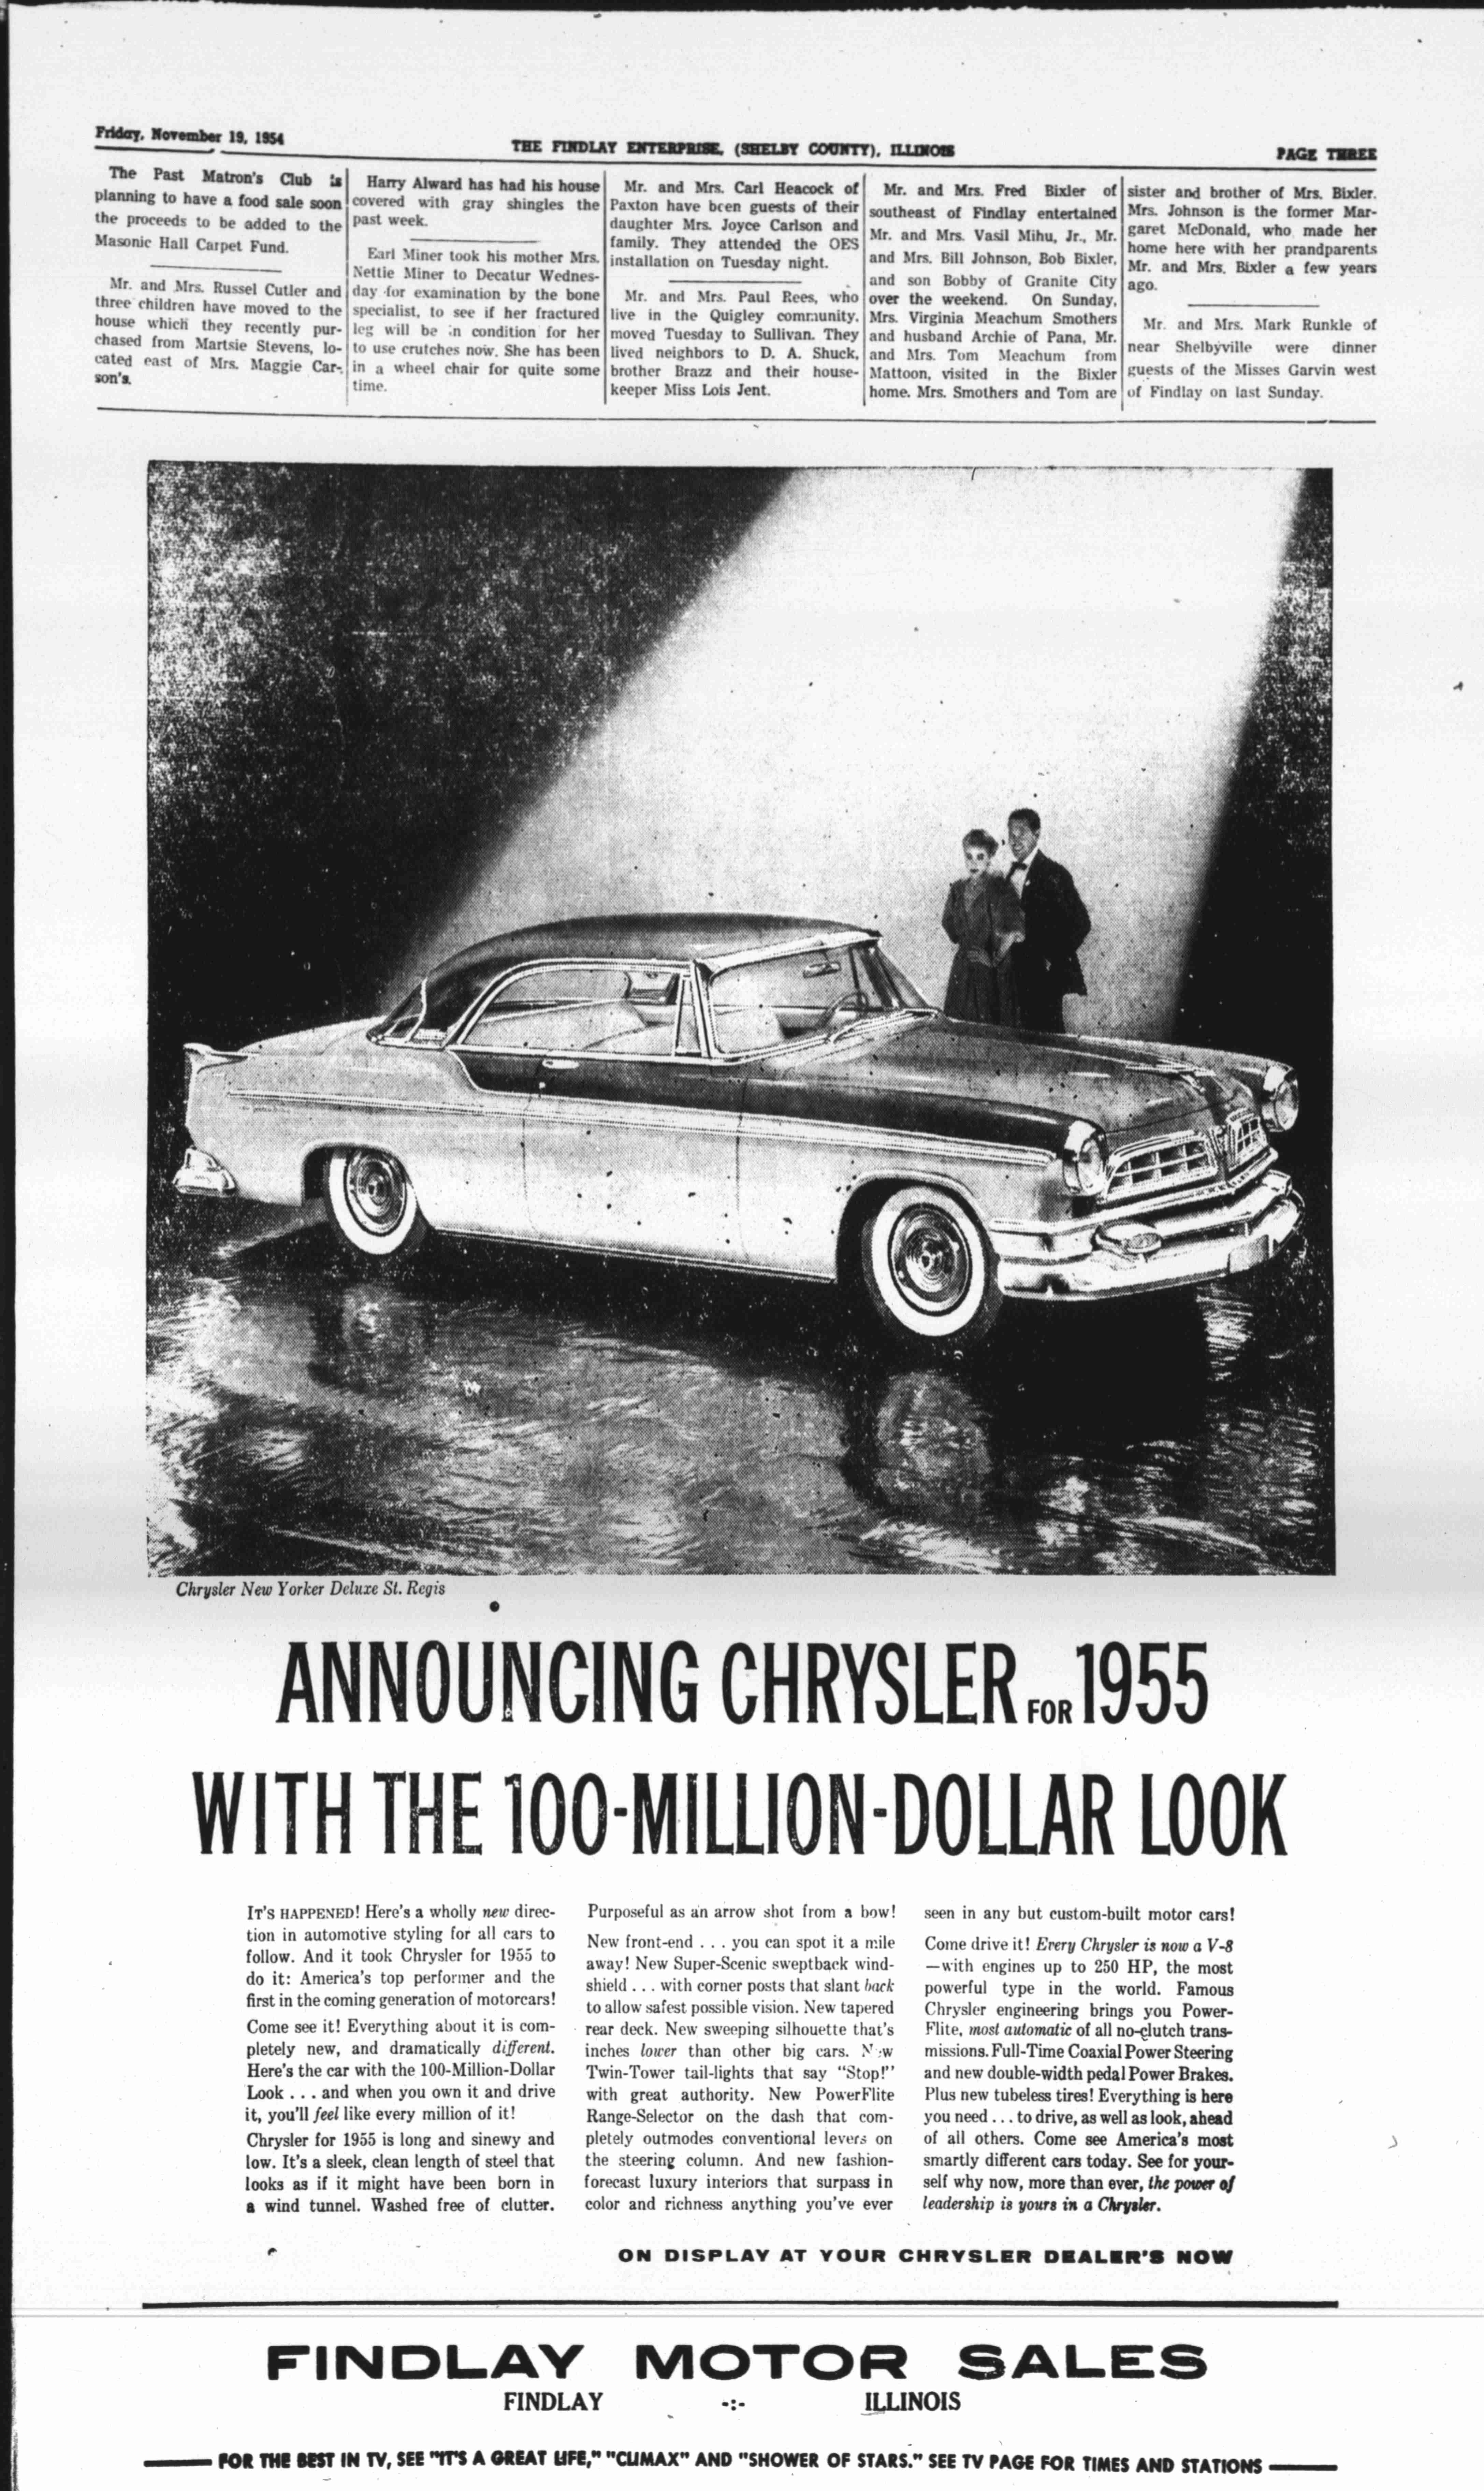 Friday, November 19, 1954
THE FINDLAY ENTERPRISE, (SHELBY COUNTY), ILLINOIS
PAGE THREE
The Past Matron's Club is
planning to have a food sale soon
the proceeds to be added to the
Masonic Hall Carpet Fund.
Mr. and Mrs. Russel Cutler and
three children have moved to the
house which they recently pur-
chased from Martsie Stevens, lo-
cated east of Mrs. Maggie Car-
son's.
Harry Alward has had his house
covered with gray shingles the
past week.
Earl Miner took his mother Mrs.
Nettie Miner to Decatur Wednes-
day for examination by the bone
specialist, to see if her fractured
leg will be in condition for her
to use crutches now. She has been
in a wheel chair for quite some
time.
Mr. and Mrs. Carl Heacock of
Paxton have been guests of their
daughter Mrs. Joyce Carlson and
family. They attended the OES
installation on Tuesday night.
Mr. and Mrs. Paul Rees, who
live in the Quigley community,
moved Tuesday to Sullivan. They
lived neighbors to D. A. Shuck,
brother Brazz and their house-
keeper Miss Lois Jent.
Mr. and Mrs. Fred Bixler of
southeast of Findlay entertained
Mr. and Mrs. Vasil Mihu, Jr., Mr.
and Mrs. Bill Johnson, Bob Bixler,
and son Bobby of Granite City
over the weekend. On Sunday,
Mrs. Virginia Meachum Smothers
and husband Archie of Pana, Mr.
and Mrs. Tom Meachum from
Mattoon, visited in the Bixler
home. Mrs. Smothers and Tom are
sister and brother of Mrs. Bixler.
Mrs. Johnson is the former Mar-
garet McDonald, who made her
home here with her prandparents
Mr. and Mrs. Bixler a few years
ago.
Mr. and Mrs. Mark Runkle of
near Shelbyville were dinner
guests of the Misses Garvin west
of Findlay on last Sunday.
Chrysler New Yorker Deluxe St. Regis
ANNOUNCING CHRYSLER FOR 1955
WITH THE 100-MILLION-DOLLAR LOOK
IT'S HAPPENED! Here's a wholly new direc-
tion in automotive styling for all cars to
follow. And it took Chrysler for 1955 to
do it: America's top performer and the
first in the coming generation of motorcars!
Come see it! Everything about it is com-
pletely new, and dramatically different.
Here's the car with the 100-Million-Dollar
Look . . . and when you own it and drive
it, you'll feel like every million of it!
Chrysler for 1955 is long and sinewy and
low. It's a sleek, clean length of steel that
looks as if it might have been born in
a wind tunnel. Washed free of clutter.
Purposeful as an arrow shot from a bow!
New front-end . . . you can spot it a mile
away! New Super-Scenic sweptback wind-
shield . . . with corner posts that slant back
to allow safest possible vision. New tapered
rear deck. New sweeping silhouette that's
inches lower than other big cars. New
Twin-Tower tail-lights that say "Stop!"
with great authority. New PowerFlite
Range-Selector on the dash that com-
pletely outmodes conventional levers on
the steering column. And new fashion-
forecast luxury interiors that surpass in
color and richness anything you've ever
seen in any but custom-built motor cars!
Come drive it! Every Chrysler is now a V-8
—with engines up to 250 HP, the most
powerful type in the world. Famous
Chrysler engineering brings you Power-
Flite, most automatic of all no-clutch trans-
missions. Full-Time Coaxial Power Steering
and new double-width pedal Power Brakes.
Plus new tubeless tires! Everything is here
you need . . . to drive, as well as look, ahead
of all others. Come see America's most
smartly different cars today. See for your-
self why now, more than ever, the power of
leadership is yours in a Chrysler.
ON DISPLAY AT YOUR CHRYSLER DEALER'S NOW
FINDLAY MOTOR SALES
FINDLAY -:- ILLINOIS
FOR THE BEST IN TV, SEE "IT'S A GREAT LIFE," "CLIMAX" AND "SHOWER OF STARS." SEE TV PAGE FOR TIMES AND STATIONS